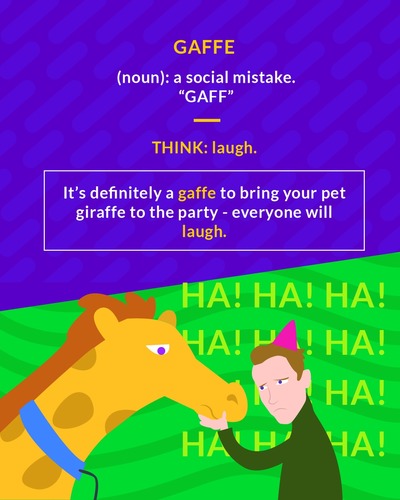 GAFFE
(noun): a social mistake.
“GAFF”
THINK: laugh.
It’s definitely a gaffe to bring your pet
giraffe to the party - everyone will
laugh.
HA! HA! HA!
HA! HA! HA!
HA! HA!
HA! HA! HA!